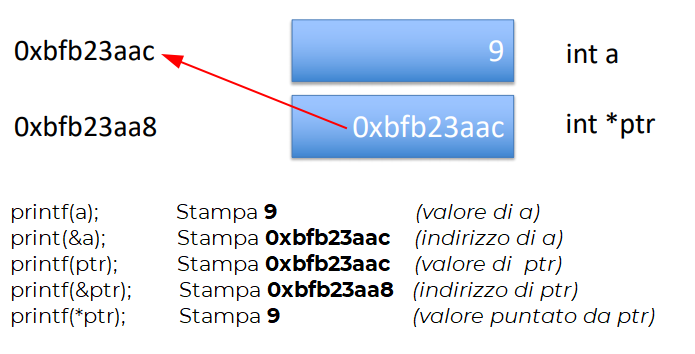 0xbfb23aac 9 int a
0xbfb23aa8 0xbfb23aac int *ptr
printf(a); Stampa 9 (valore di a)
print(&a); Stampa 0xbfb23aac (indirizzo di a)
printf(ptr); Stampa 0xbfb23aac (valore di ptr)
printf(&ptr); Stampa 0xbfb23aa8 (indirizzo di ptr)
printf(*ptr); Stampa 9 (valore puntato da ptr)